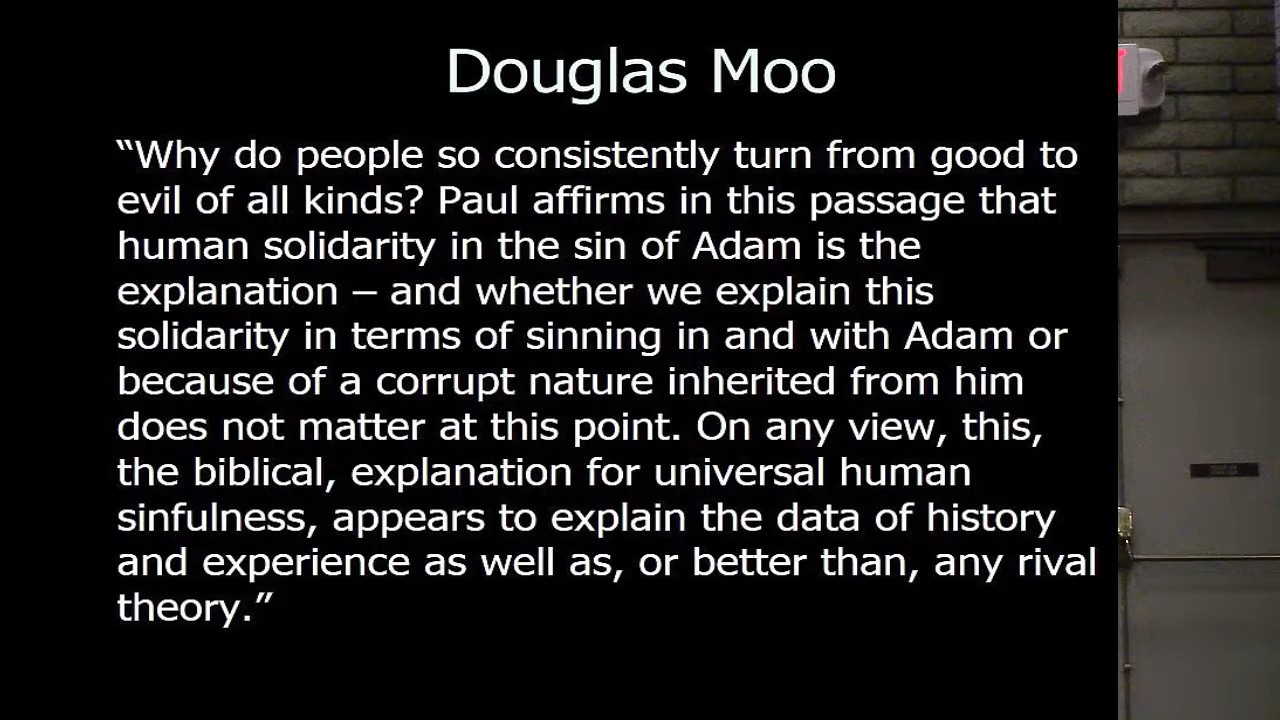 Douglas Moo
“Why do people so consistently turn from good to
evil of all kinds? Paul affirms in this passage that
human solidarity in the sin of Adam is the
explanation – and whether we explain this
solidarity in terms of sinning in and with Adam or
because of a corrupt nature inherited from him
does not matter at this point. On any view, this,
the biblical, explanation for universal human
sinfulness, appears to explain the data of history
and experience as well as, or better than, any rival
theory.”